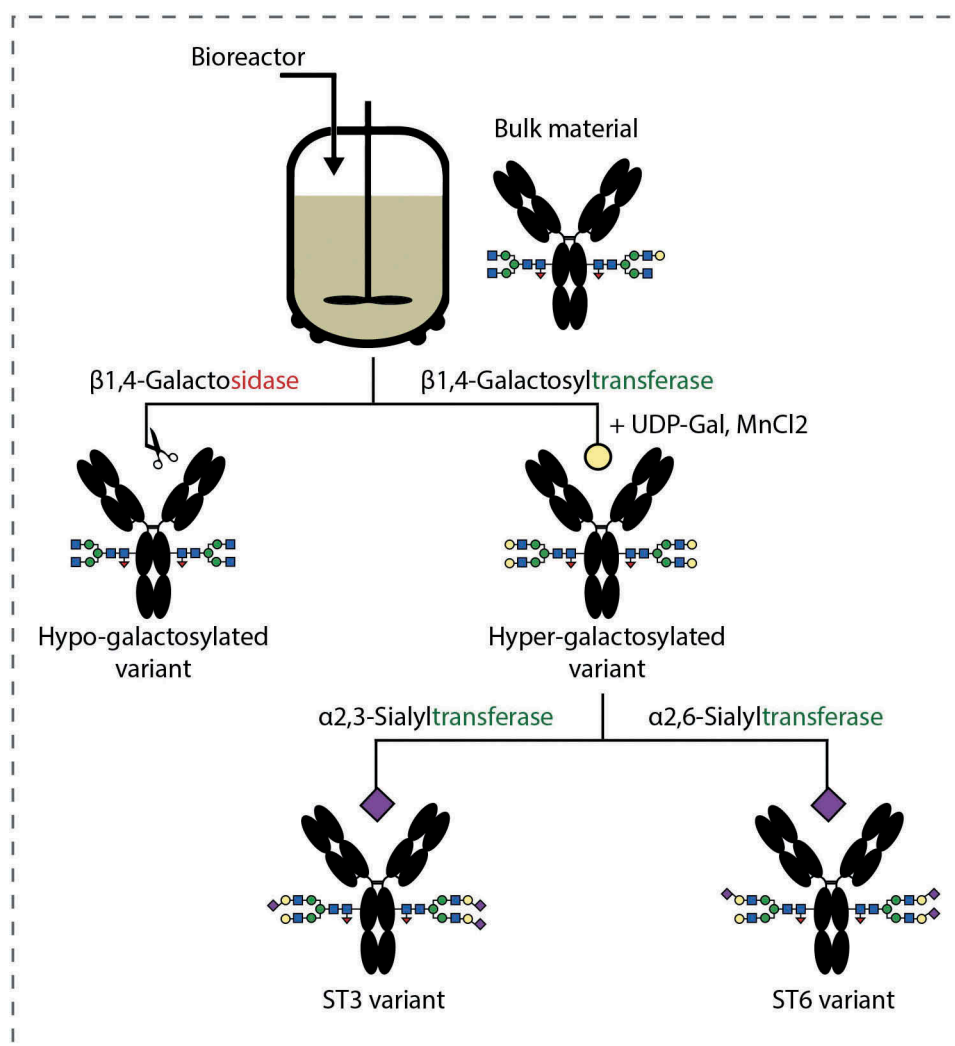 Bioreactor
Bulk material
β1,4-Galactosidase
β1,4-Galactosyltransferase
+ UDP-Gal, MnCl2
Hypo-galactosylated
variant
Hyper-galactosylated
variant
α2,3-Sialyltransferase
α2,6-Sialyltransferase
ST3 variant
ST6 variant